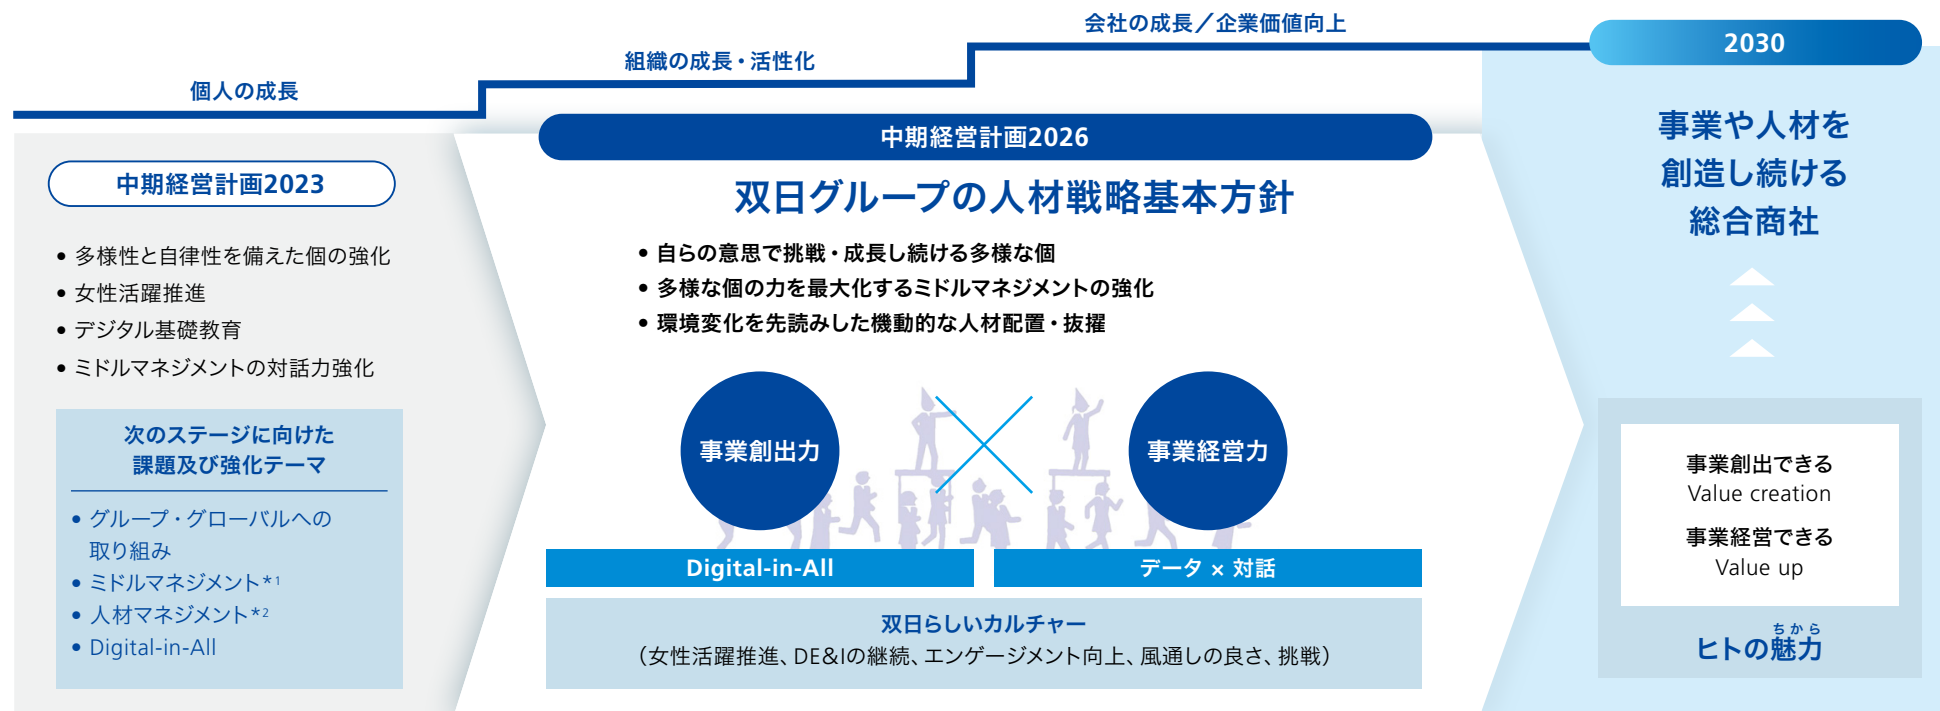 個人の成長
組織の成長・活性化
会社の成長／企業価値向上
2030
中期経営計画2023
• 多様性と自律性を備えた個の強化
• 女性活躍推進
• デジタル基礎教育
• ミドルマネジメントの対話力強化
次のステージに向けた
課題及び強化テーマ
• グループ・グローバルへの
取り組み
• ミドルマネジメント*1
• 人材マネジメント*2
• Digital-in-All
中期経営計画2026
双日グループの人材戦略基本方針
• 自らの意思で挑戦・成長し続ける多様な個
• 多様な個の力を最大化するミドルマネジメントの強化
• 環境変化を先読みした機動的な人材配置・抜擢
事業創出力
事業経営力
Digital-in-All
データ × 対話
双日らしいカルチャー
（女性活躍推進、DE&Iの継続、エンゲージメント向上、風通しの良さ、挑戦）
事業や人材を
創造し続ける
総合商社
事業創出できる
Value creation
事業経営できる
Value up
ちから
ヒトの魅力